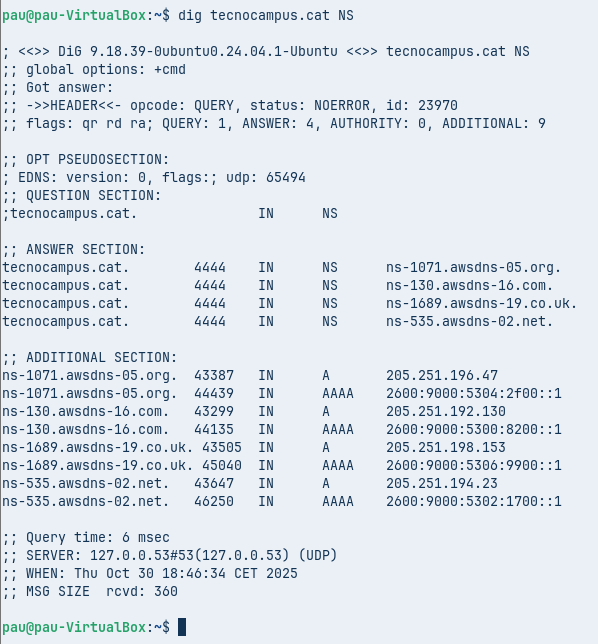 pau@pau-VirtualBox:~$ dig tecnocampus.cat NS

; <<>> DiG 9.18.39-0ubuntu0.24.04.1-Ubuntu <<>> tecnocampus.cat NS
;; global options: +cmd
;; Got answer:
;; ->>HEADER<<- opcode: QUERY, status: NOERROR, id: 23970
;; flags: qr rd ra; QUERY: 1, ANSWER: 4, AUTHORITY: 0, ADDITIONAL: 9

;; OPT PSEUDOSECTION:
; EDNS: version: 0, flags:; udp: 65494
;; QUESTION SECTION:
;tecnocampus.cat.               IN      NS

;; ANSWER SECTION:
tecnocampus.cat.        4444    IN      NS      ns-1071.awsdns-05.org.
tecnocampus.cat.        4444    IN      NS      ns-130.awsdns-16.com.
tecnocampus.cat.        4444    IN      NS      ns-1689.awsdns-19.co.uk.
tecnocampus.cat.        4444    IN      NS      ns-535.awsdns-02.net.

;; ADDITIONAL SECTION:
ns-1071.awsdns-05.org.  43387   IN      A       205.251.196.47
ns-1071.awsdns-05.org.  44439   IN      AAAA    2600:9000:5304:2f00::1
ns-130.awsdns-16.com.   43299   IN      A       205.251.192.130
ns-130.awsdns-16.com.   44135   IN      AAAA    2600:9000:5300:8200::1
ns-1689.awsdns-19.co.uk. 43505  IN      A       205.251.198.153
ns-1689.awsdns-19.co.uk. 45040  IN      AAAA    2600:9000:5306:9900::1
ns-535.awsdns-02.net.   43647   IN      A       205.251.194.23
ns-535.awsdns-02.net.   46250   IN      AAAA    2600:9000:5302:1700::1

;; Query time: 6 msec
;; SERVER: 127.0.0.53#53(127.0.0.53) (UDP)
;; WHEN: Thu Oct 30 18:46:34 CET 2025
;; MSG SIZE  rcvd: 360

pau@pau-VirtualBox:~$